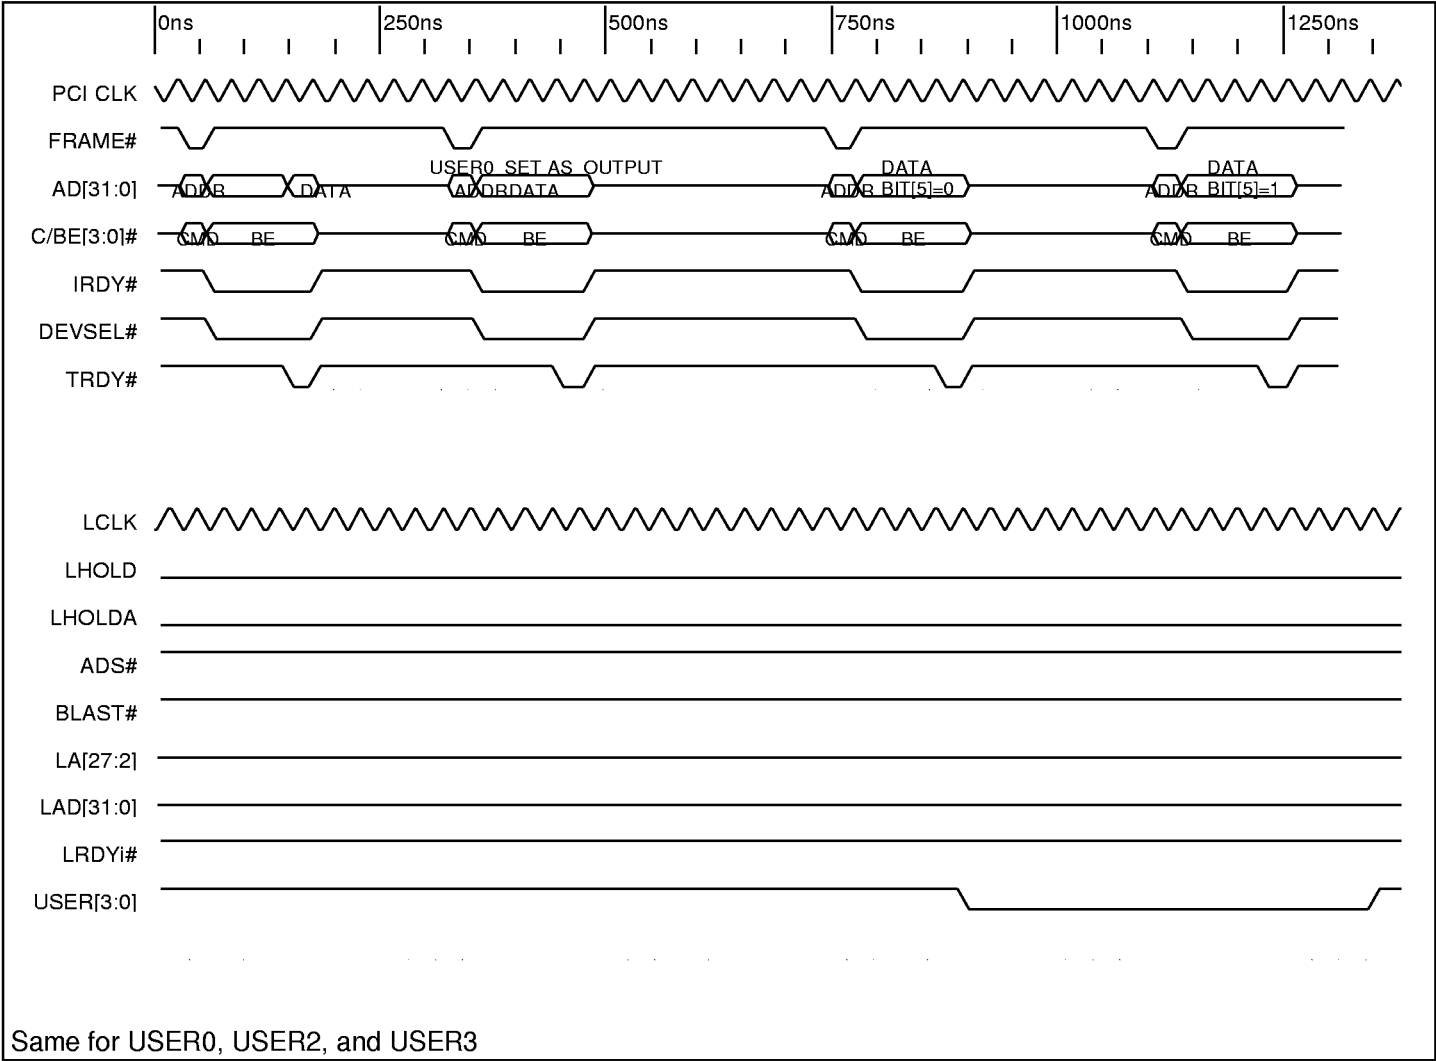 0ns 250ns 500ns 750ns 1000ns 1250ns
PCI CLK
FRAME#
USER0 SET AS OUTPUT DATA DATA
AD[31:0] ADDR DATA ADDRDATA ADDR BIT[5]=0 ADDR BIT[5]=1
C/BE[3:0]# CMD BE CMD BE CMD BE CMD BE
IRDY#
DEVSEL#
TRDY#
LCLK
LHOLD
LHOLDA
ADS#
BLAST#
LA[27:2]
LAD[31:0]
LRDYi#
USER[3:0]
Same for USER0, USER2, and USER3